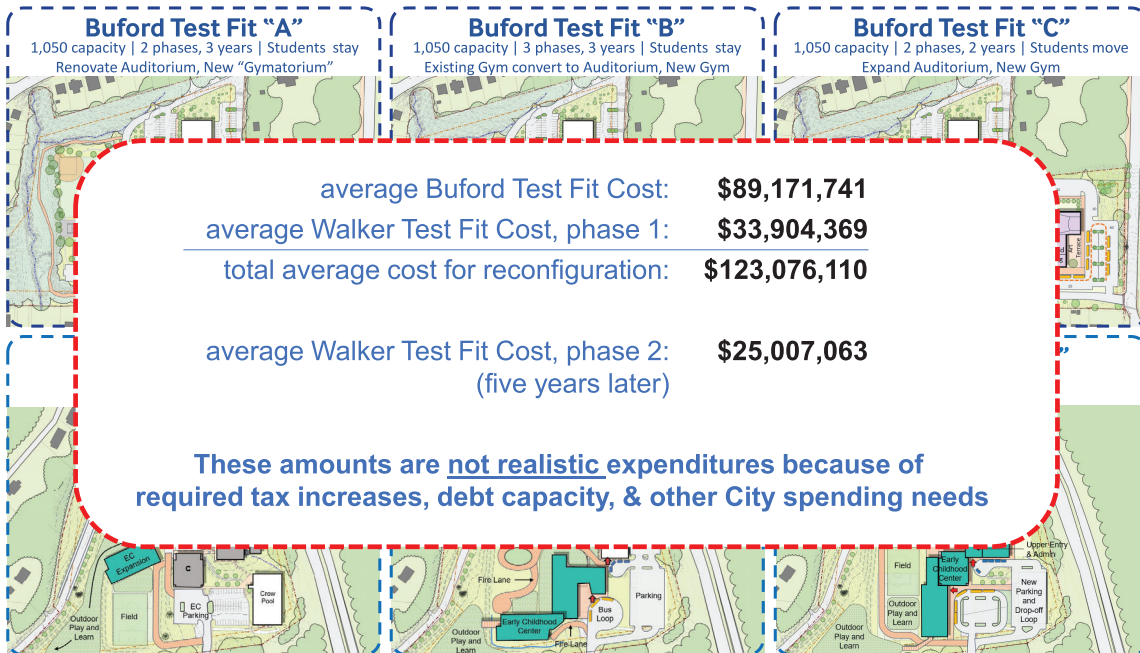 Buford Test Fit “A”
1,050 capacity | 2 phases, 3 years | Students stay
Renovate Auditorium, New “Gymatorium”
Buford Test Fit “B”
1,050 capacity | 3 phases, 3 years | Students stay
Existing Gym convert to Auditorium, New Gym
Buford Test Fit “C”
1,050 capacity | 2 phases, 2 years | Students move
Expand Auditorium, New Gym
average Buford Test Fit Cost: $89,171,741
average Walker Test Fit Cost, phase 1: $33,904,369
total average cost for reconfiguration: $123,076,110
average Walker Test Fit Cost, phase 2: $25,007,063
(five years later)
These amounts are not realistic expenditures because of
required tax increases, debt capacity, & other City spending needs
Art
Terrace
EC
Expansion
C
Crow
Pool
EC
Parking
Field
Outdoor
Play and
Learn
Fire Lane
Parking
Bus
Loop
Early Childhood
Center
Fire Lane
Outdoor
Play and
Learn
Upper Entry
& Admin
Early
Childhood
Center
Field
New
Parking
and
Drop-off
Loop
Outdoor
Play and
Learn
Outdoor
Play and
Learn